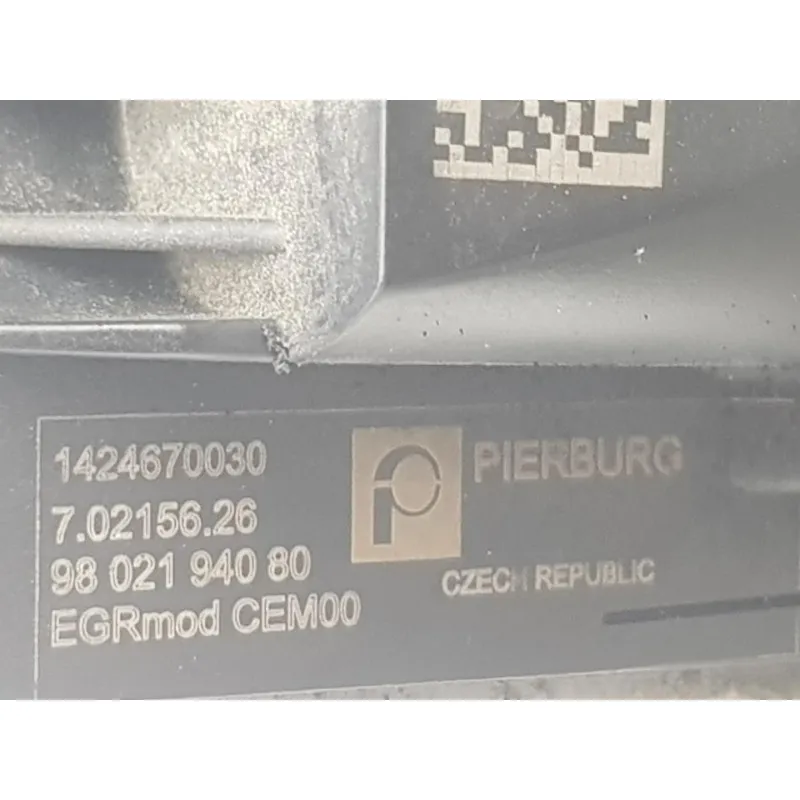 1424670030
PIERBURG
7.02156.26
98 021 940 80
CZECH REPUBLIC
EGRmod CEM00